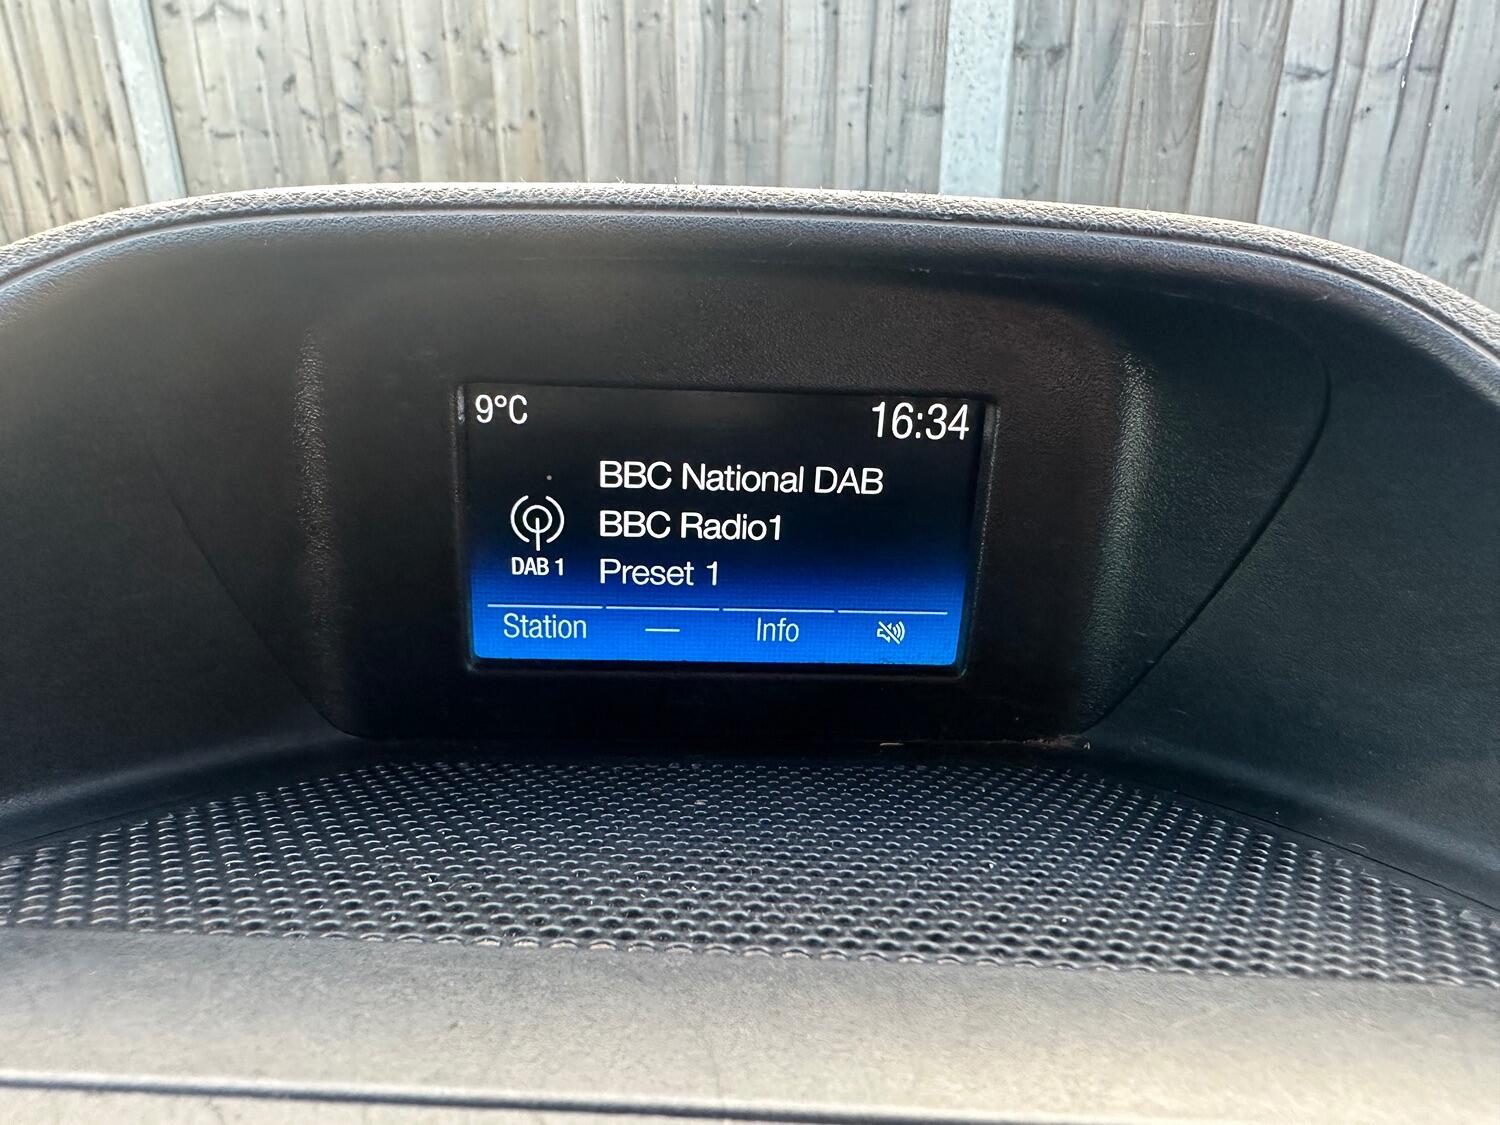 9°C 16:34
BBC National DAB
BBC Radio1
DAB 1
Preset 1
Station — Info